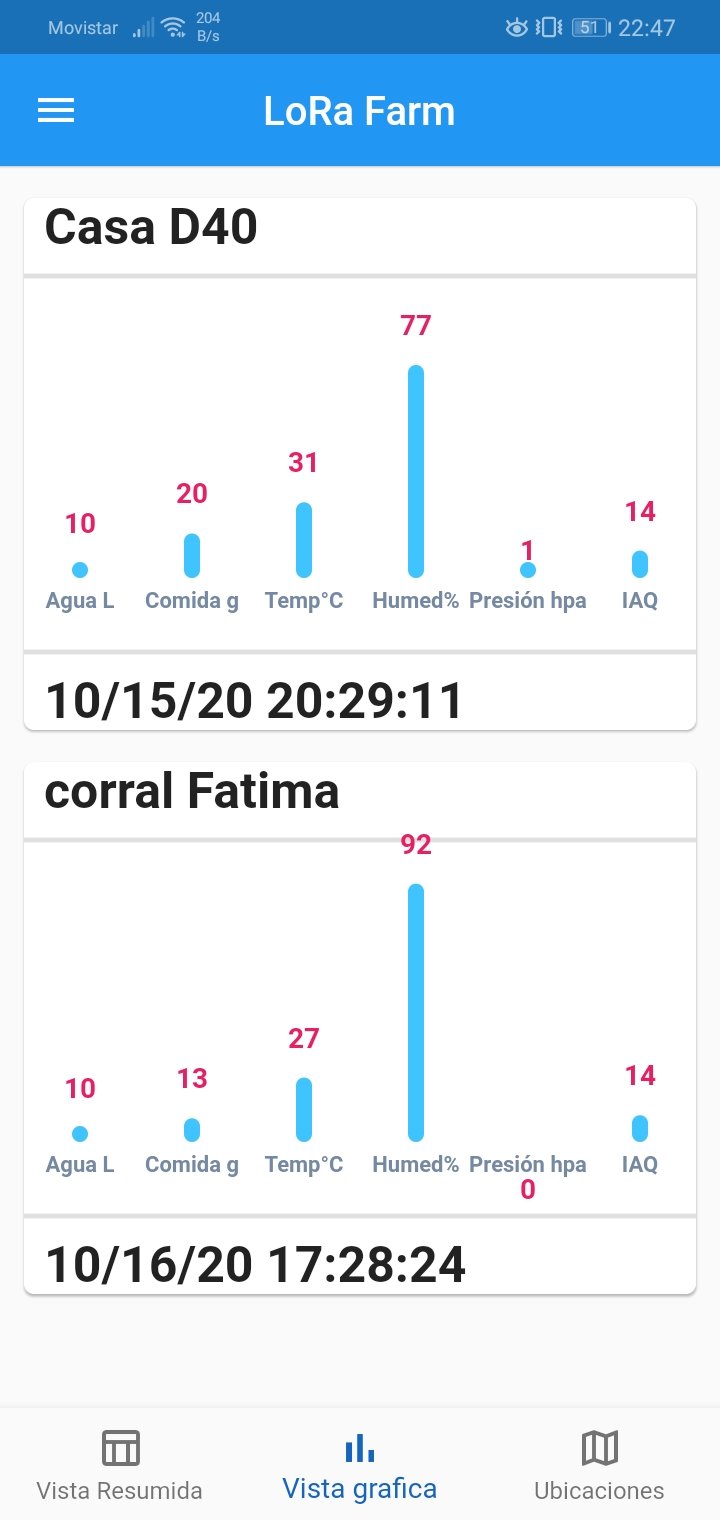 Movistar 204 B/s 51 22:47
LoRa Farm
Casa D40
77
31
20
14
10
1
Agua L Comida g Temp°C Humed% Presión hpa IAQ
10/15/20 20:29:11
corral Fatima
92
27
14
13
10
Agua L Comida g Temp°C Humed% Presión hpa IAQ
0
10/16/20 17:28:24
Vista Resumida Vista grafica Ubicaciones